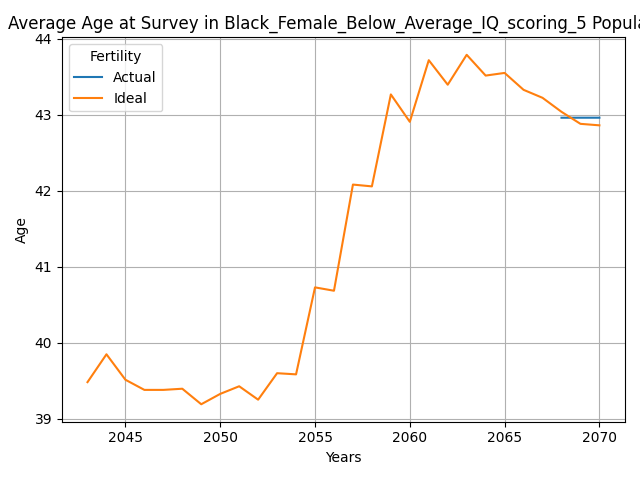 Average Age at Survey in Black_Female_Below_Average_IQ_scoring_5 Popula
44
Fertility
Actual
Ideal
43
42
Age
41
40
39
2045 2050 2055 2060 2065 2070
Years